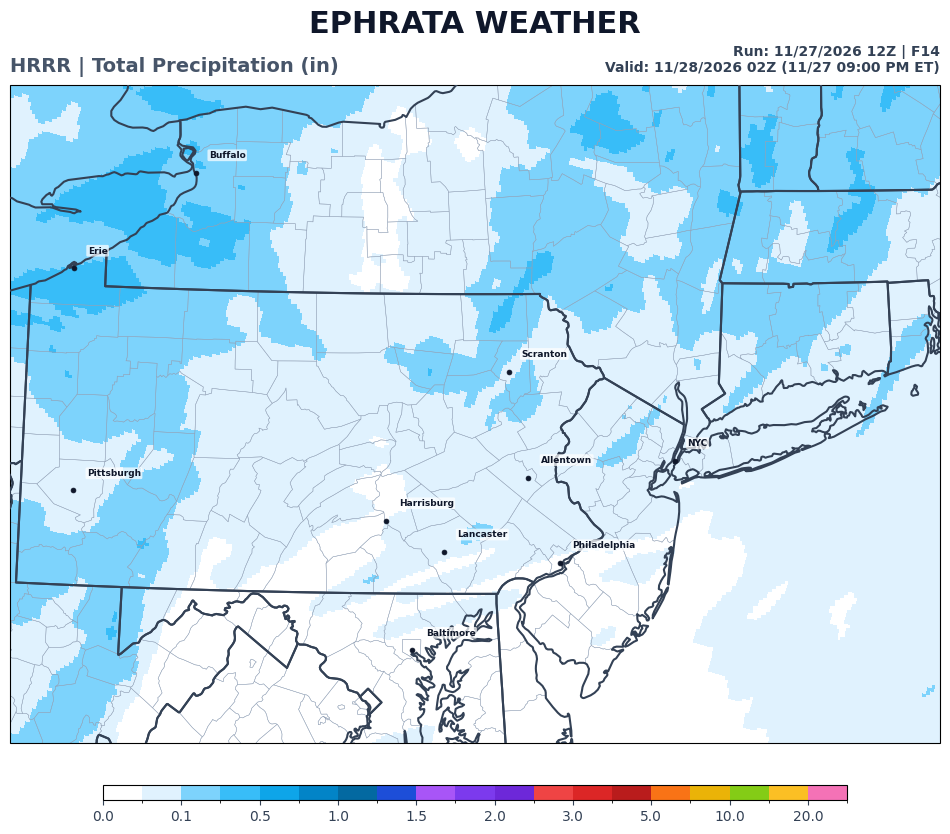 EPHRATA WEATHER
HRRR | Total Precipitation (in)
Run: 11/27/2026 12Z | F14
Valid: 11/28/2026 02Z (11/27 09:00 PM ET)
Buffalo
Erie
Scranton
NYC
Allentown
Pittsburgh
Harrisburg
Lancaster
Philadelphia
Baltimore
0.0 0.1 0.5 1.0 1.5 2.0 3.0 5.0 10.0 20.0